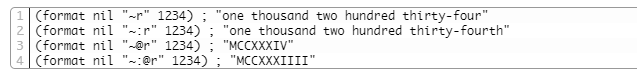 1 (format nil "~r" 1234) ; "one thousand two hundred thirty-four"
2 (format nil "~:r" 1234) ; "one thousand two hundred thirty-fourth"
3 (format nil "~@r" 1234) ; "MCCXXXIV"
4 (format nil "~:@r" 1234) ; "MCCXXXIIII"